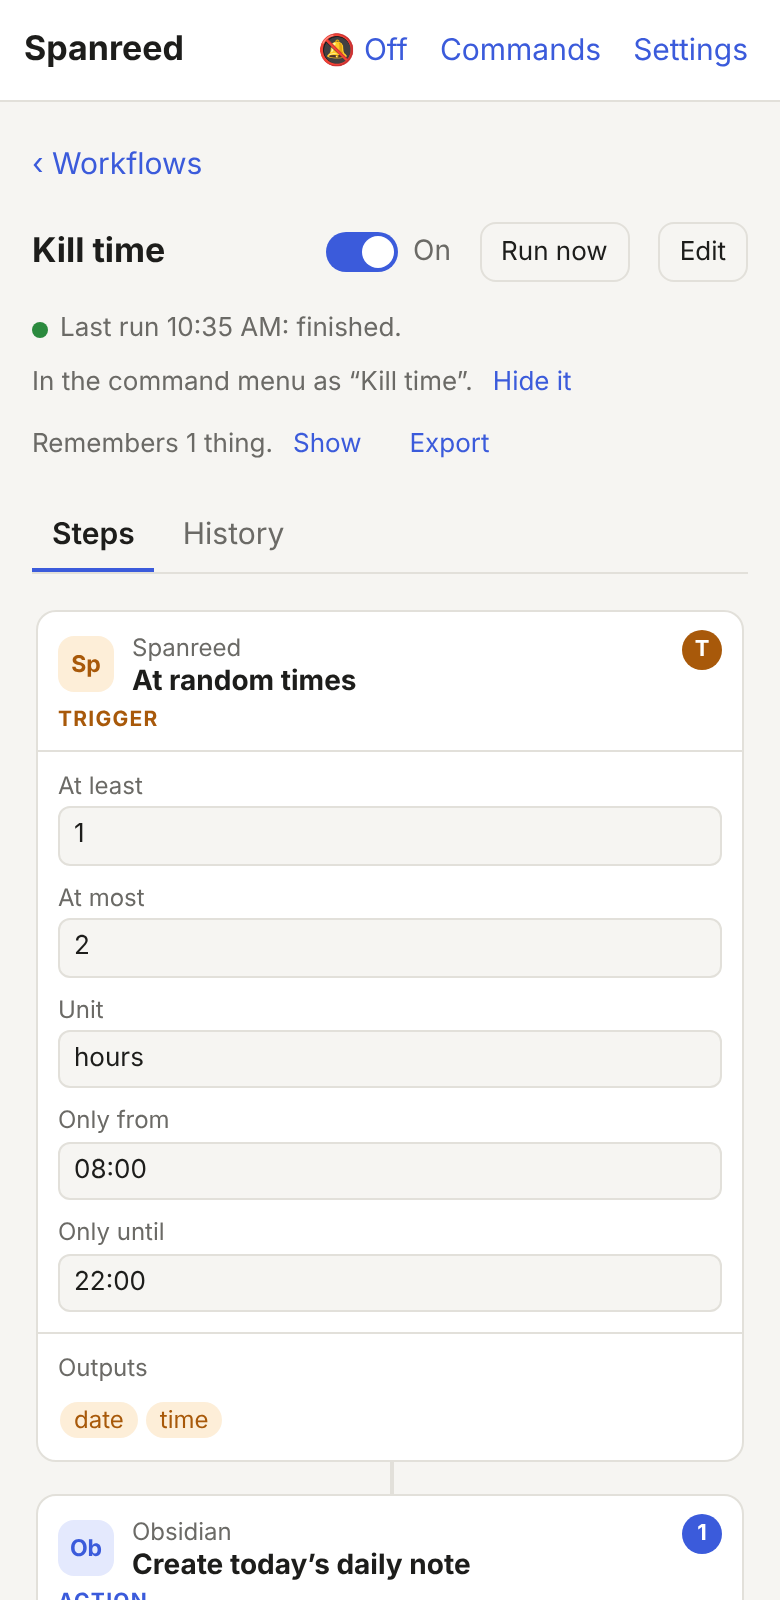 Spanreed
Off Commands Settings
‹ Workflows
Kill time
On Run now Edit
Last run 10:35 AM: finished.
In the command menu as “Kill time”. Hide it
Remembers 1 thing. Show Export
Steps History
Sp
Spanreed
At random times
T
TRIGGER
At least
1
At most
2
Unit
hours
Only from
08:00
Only until
22:00
Outputs
date time
Ob
Obsidian
Create today’s daily note
1
ACTION